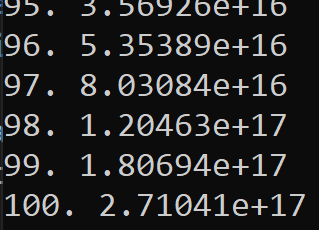 95. 3.56926e+16
96. 5.35389e+16
97. 8.03084e+16
98. 1.20463e+17
99. 1.80694e+17
100. 2.71041e+17